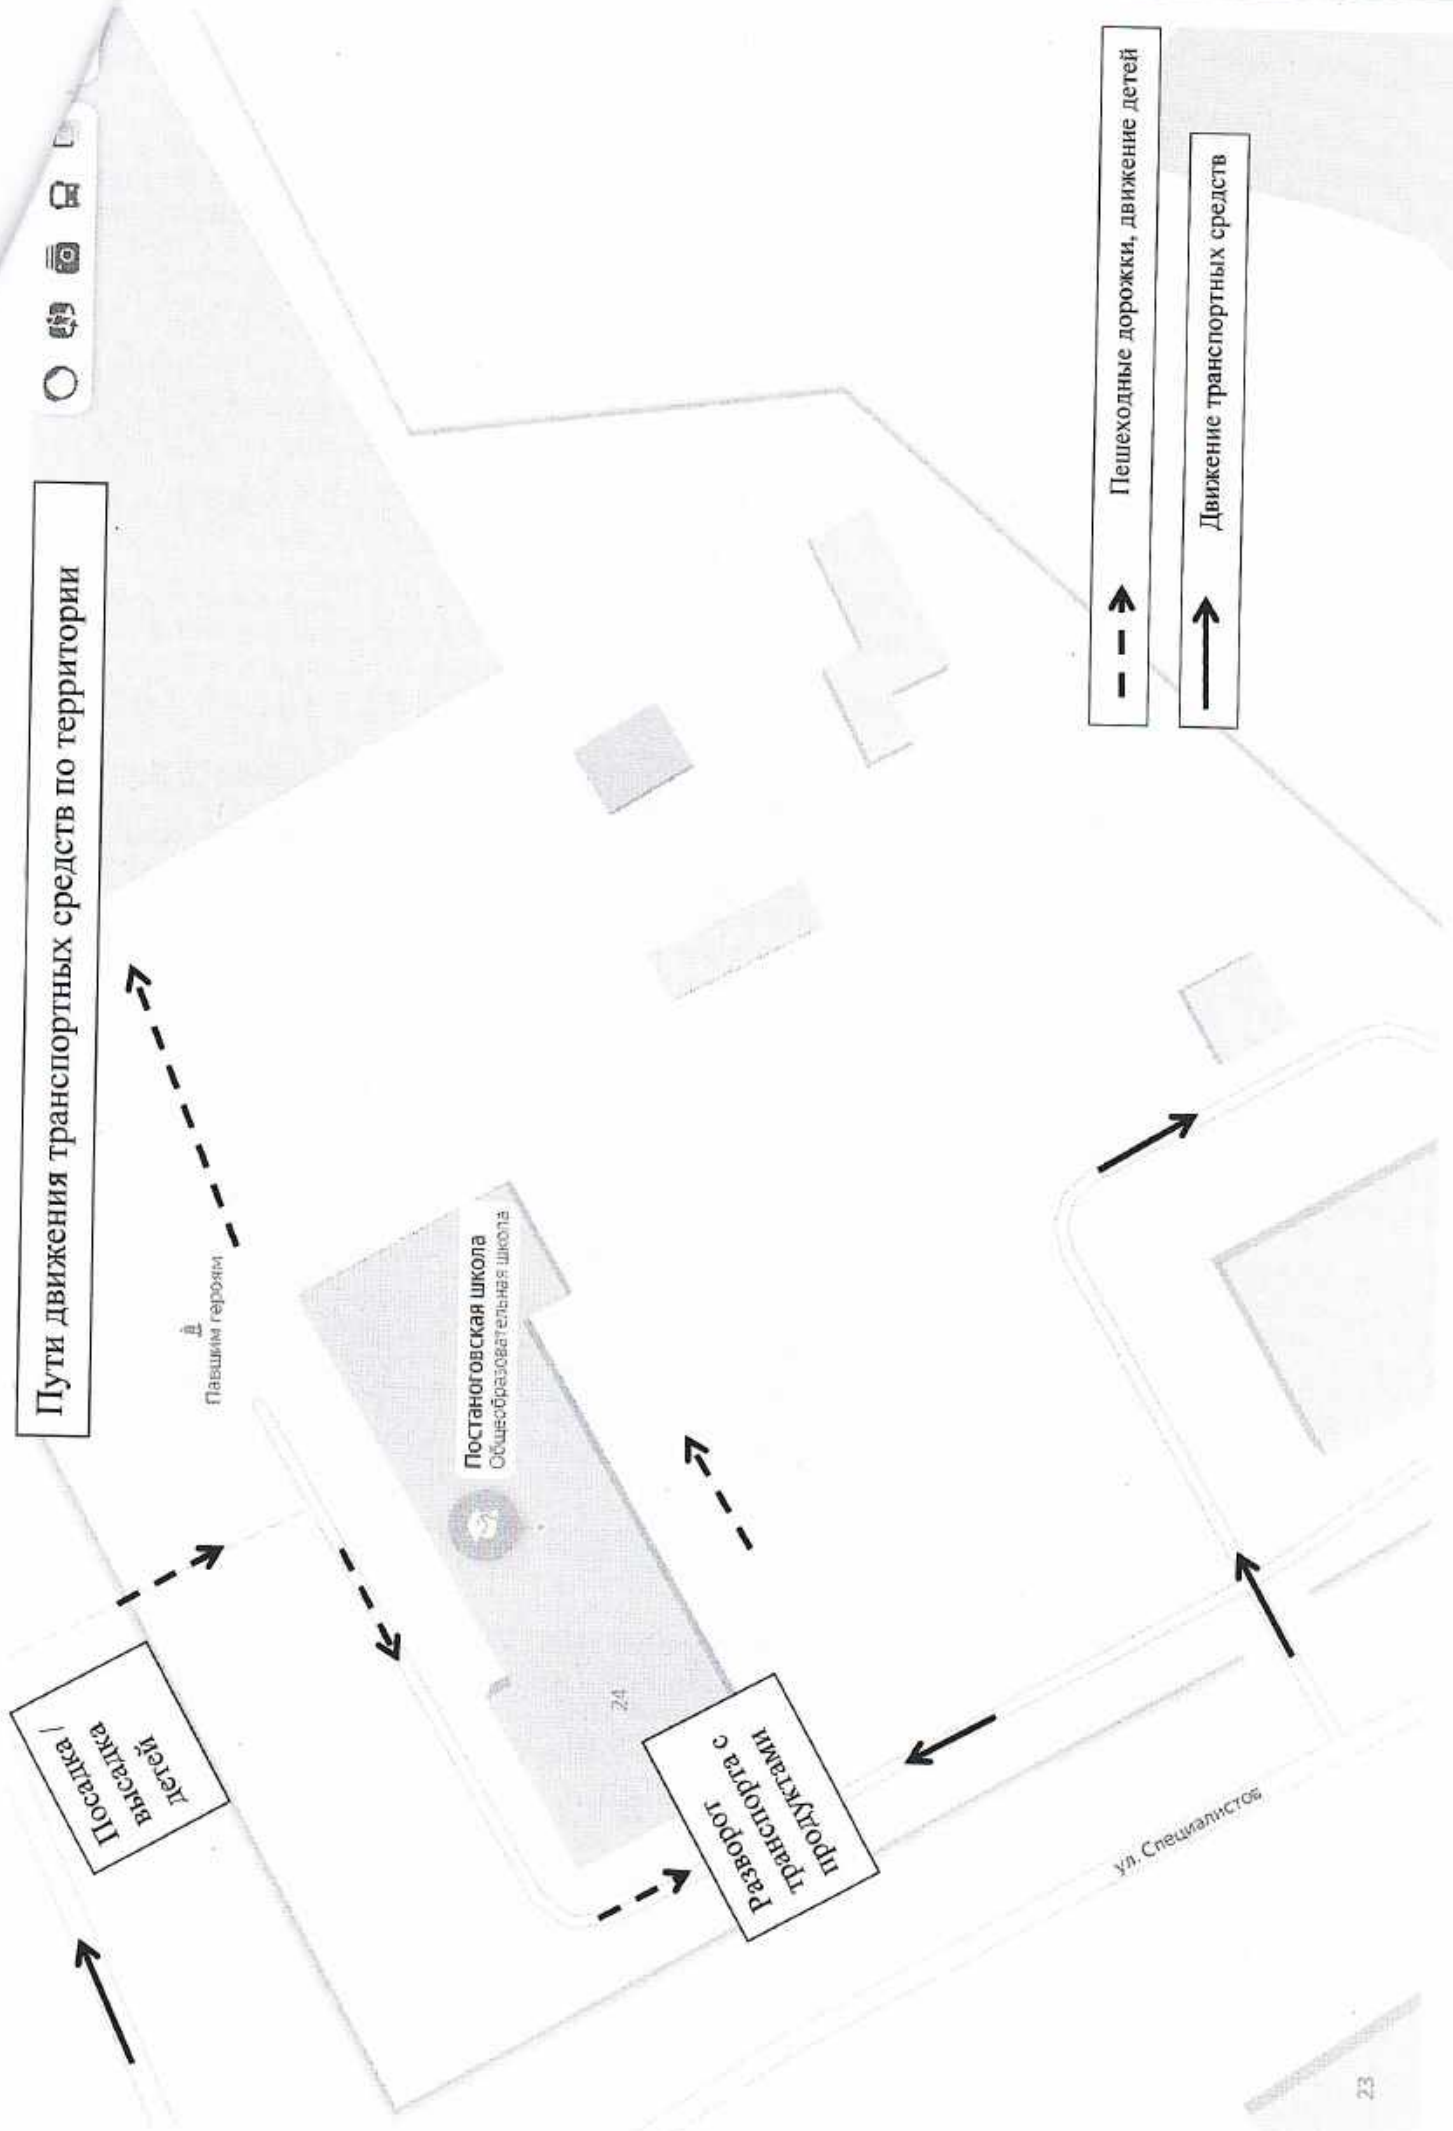 Пути движения транспортных средств по территории
Посадка /
высадка
детей
Павшим героям
Постаноговская школа
Общеобразовательная школа
24
Разворот
транспорта с
продуктами
ул. Специалистов
23
Пешеходные дорожки, движение детей
Движение транспортных средств